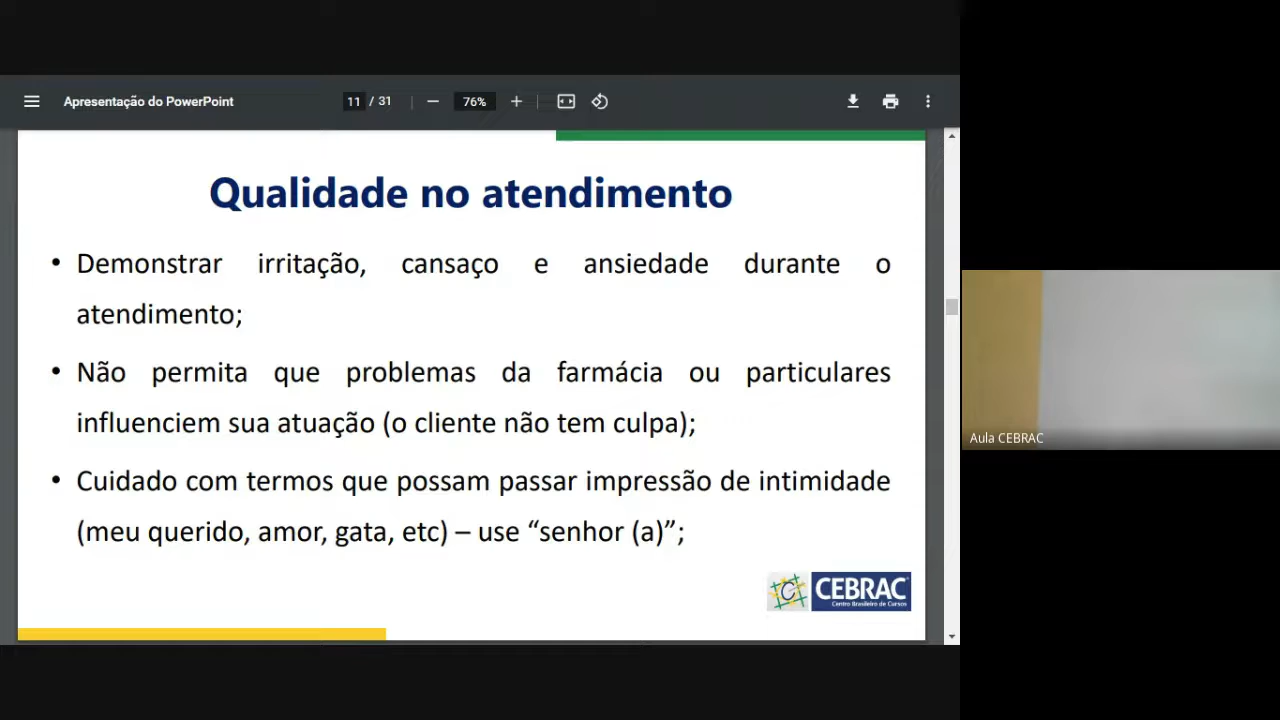 Apresentação do PowerPoint
11 / 31
76%
Qualidade no atendimento
• Demonstrar irritação, cansaço e ansiedade durante o
atendimento;
• Não permita que problemas da farmácia ou particulares
influenciem sua atuação (o cliente não tem culpa);
• Cuidado com termos que possam passar impressão de intimidade
(meu querido, amor, gata, etc) – use “senhor (a)”;
C CEBRAC
Centro Brasileiro de Cursos
Aula CEBRAC